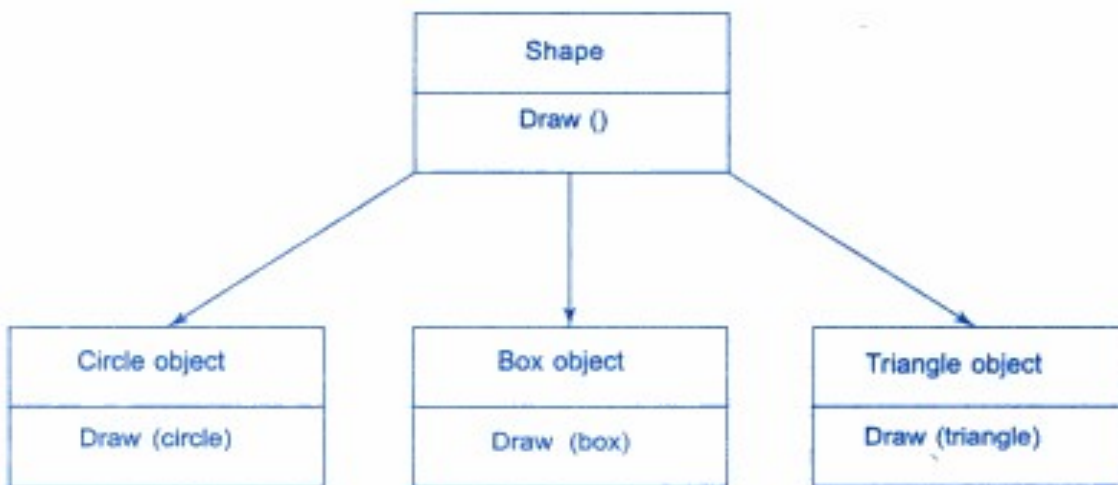 Shape
Draw ()
Circle object
Box object
Triangle object
Draw (circle)
Draw (box)
Draw (triangle)